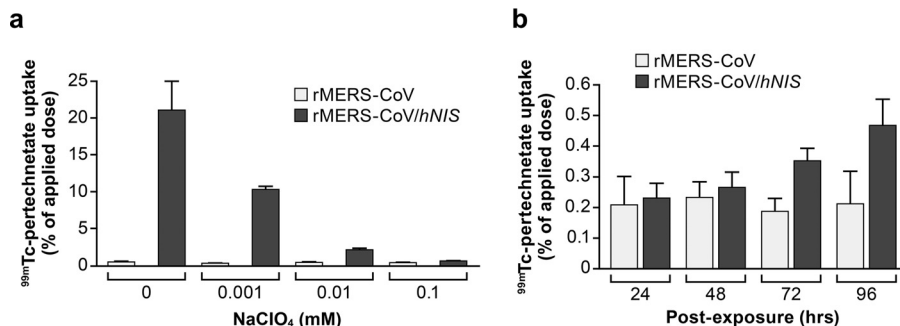 a
⁹⁹ᵐTc-pertechnetate uptake
(% of applied dose)
25
20
15
10
5
0
rMERS-CoV
rMERS-CoV/hNIS
0 0.001 0.01 0.1
NaClO₄ (mM)
b
⁹⁹ᵐTc-pertechnetate uptake
(% of applied dose)
rMERS-CoV
rMERS-CoV/hNIS
0.6
0.5
0.4
0.3
0.2
0.1
0
24 48 72 96
Post-exposure (hrs)